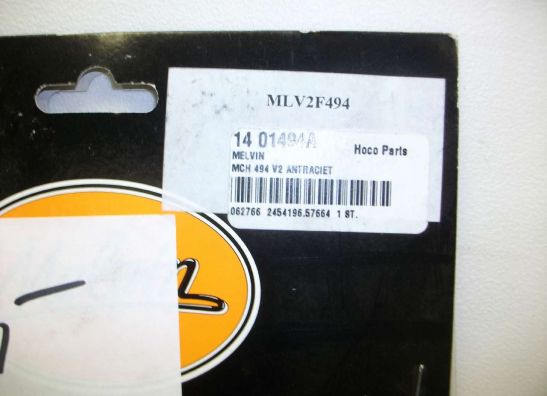 MLV2F494
14 01494A
Hoco Parts
MELVIN
MCH 494 V2 ANTRACIET
062766 2454196.57664 1 ST.